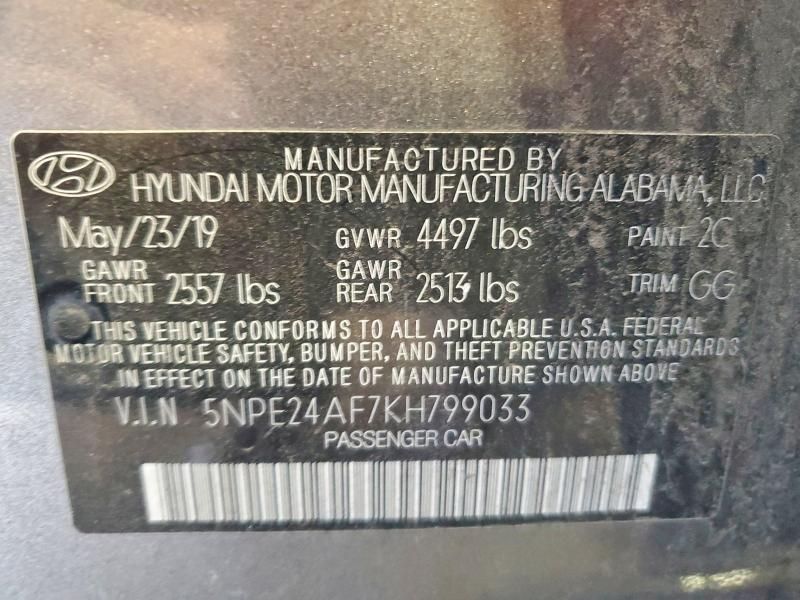 MANUFACTURED BY
HYUNDAI MOTOR MANUFACTURING ALABAMA, LLC
May/23/19 GVWR 4497 lbs PAINT 2C
GAWR FRONT 2557 lbs GAWR REAR 2513 lbs TRIM GG
THIS VEHICLE CONFORMS TO ALL APPLICABLE U.S.A. FEDERAL
MOTOR VEHICLE SAFETY, BUMPER, AND THEFT PREVENTION STANDARDS
IN EFFECT ON THE DATE OF MANUFACTURE SHOWN ABOVE.
V.I.N 5NPE24AF7KH799033
PASSENGER CAR